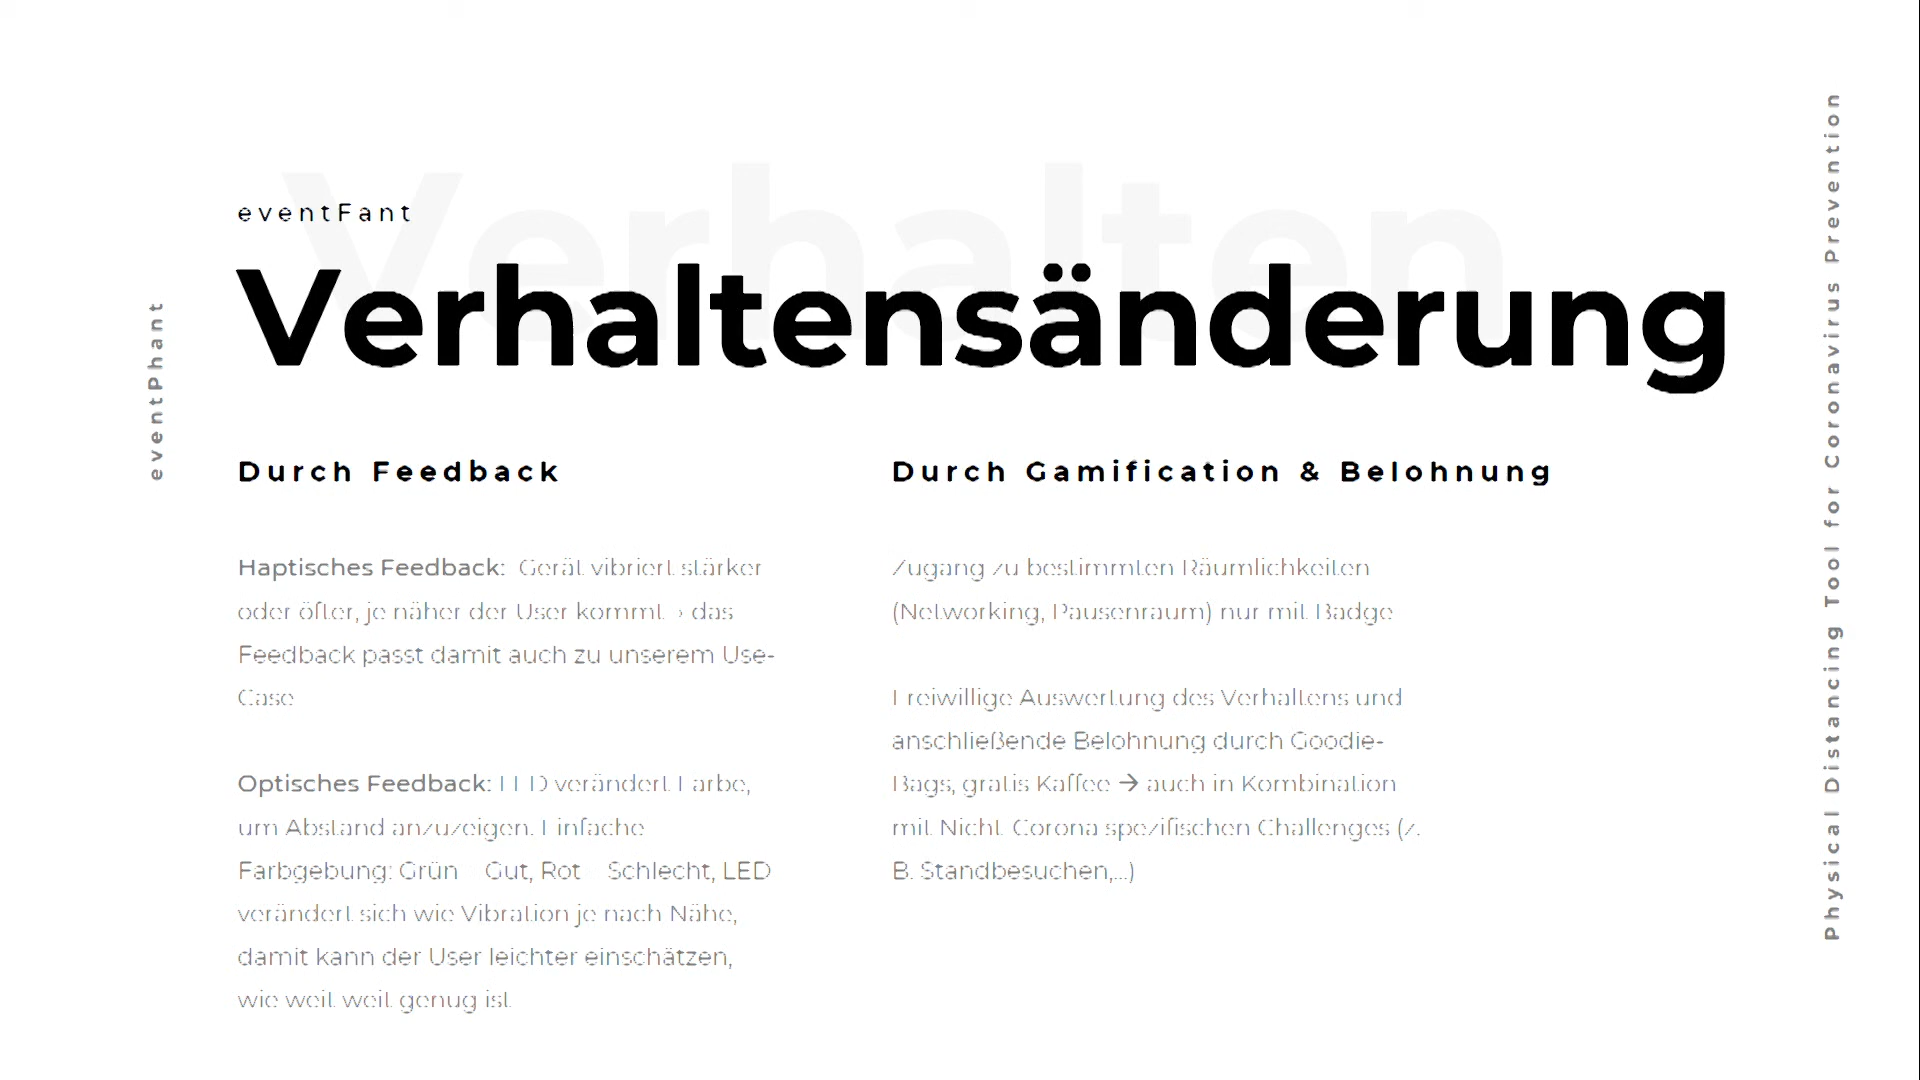 Verhalten
eventFant
Verhaltensänderung
eventPhant
Durch Feedback
Haptisches Feedback: Gerät vibriert stärker
oder öfter, je näher der User kommt → das
Feedback passt damit auch zu unserem Use-
Case
Optisches Feedback: LED verändert Farbe,
um Abstand anzuzeigen. Einfache
Farbgebung: Grün = Gut, Rot = Schlecht, LED
verändert sich wie Vibration je nach Nähe,
damit kann der User leichter einschätzen,
wie weit weit genug ist.
Durch Gamification & Belohnung
Zugang zu bestimmten Räumlichkeiten
(Networking, Pausenraum) nur mit Badge
Freiwillige Auswertung des Verhaltens und
anschließende Belohnung durch Goodie-
Bags, gratis Kaffee → auch in Kombination
mit Nicht-Corona spezifischen Challenges (z.
B. Standbesuchen,...)
Physical Distancing Tool for Coronavirus Prevention